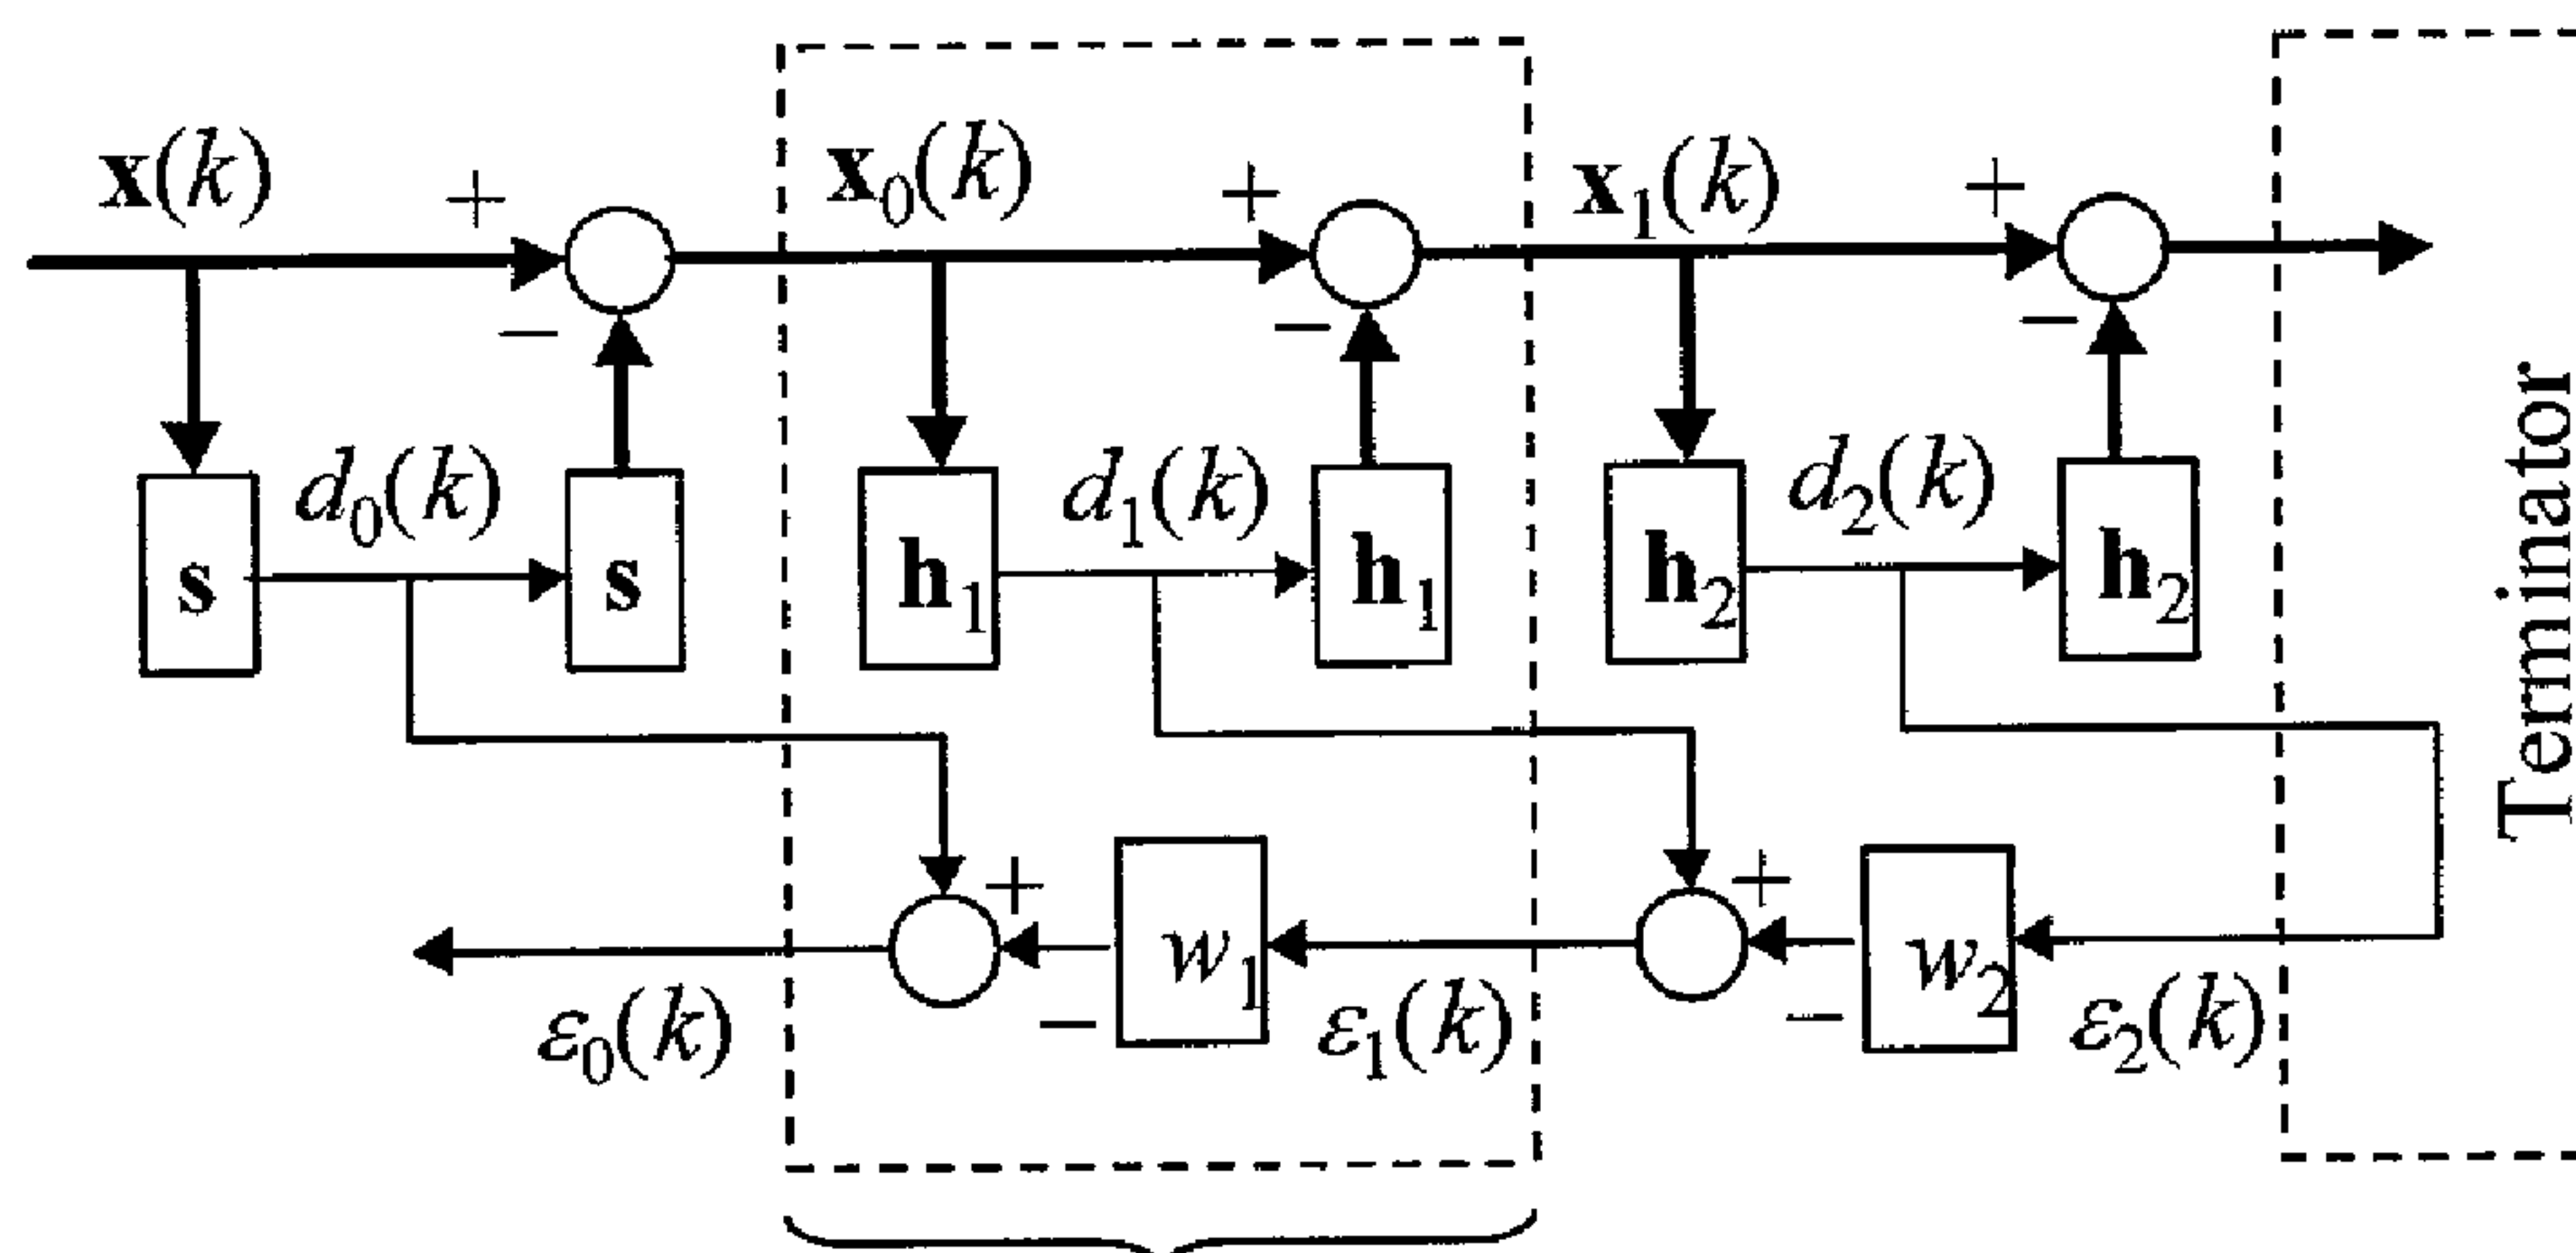 x(k)
+
x₀(k)
+
x₁(k)
+
−
−
−
s
d₀(k)
s
h₁
d₁(k)
h₁
h₂
d₂(k)
h₂
Terminator
+
+
w₁
w₂
−
−
ε₀(k)
ε₁(k)
ε₂(k)